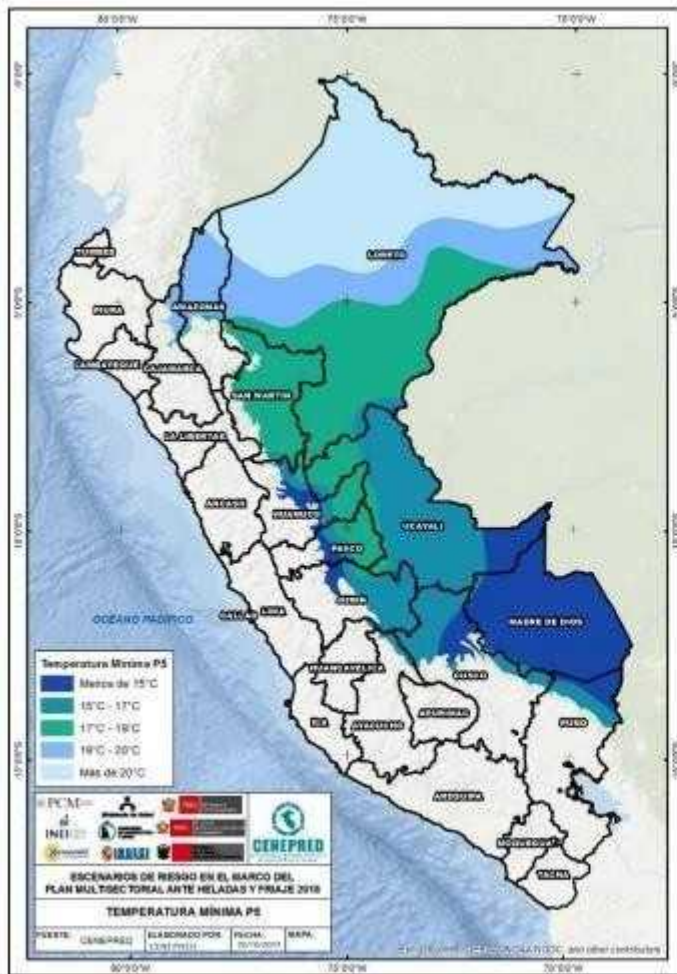 80°0'0"W
75°0'0"W
70°0'0"W
TUMBES
PIURA
LAMBAYEQUE
CAJAMARCA
AMAZONAS
LORETO
SAN MARTIN
LA LIBERTAD
ANCASH
HUANUCO
UCAYALI
PASCO
JUNIN
CALLAO
LIMA
MADRE DE DIOS
HUANCAVELICA
CUSCO
ICA
AYACUCHO
APURIMAC
PUNO
AREQUIPA
MOQUEGUA
TACNA
OCÉANO PACÍFICO
Temperatura Mínima P5
Menos de 15°C
15°C - 17°C
17°C - 19°C
19°C - 20°C
Más de 20°C
PCM
INEI
CENEPRED
ESCENARIOS DE RIESGO EN EL MARCO DEL
PLAN MULTISECTORIAL ANTE HELADAS Y FRIAJE 2018
TEMPERATURA MÍNIMA P5
FUENTE: CENEPRED
ELABORADO POR: CENEPRED
FECHA:
MAPA:
and other contributors